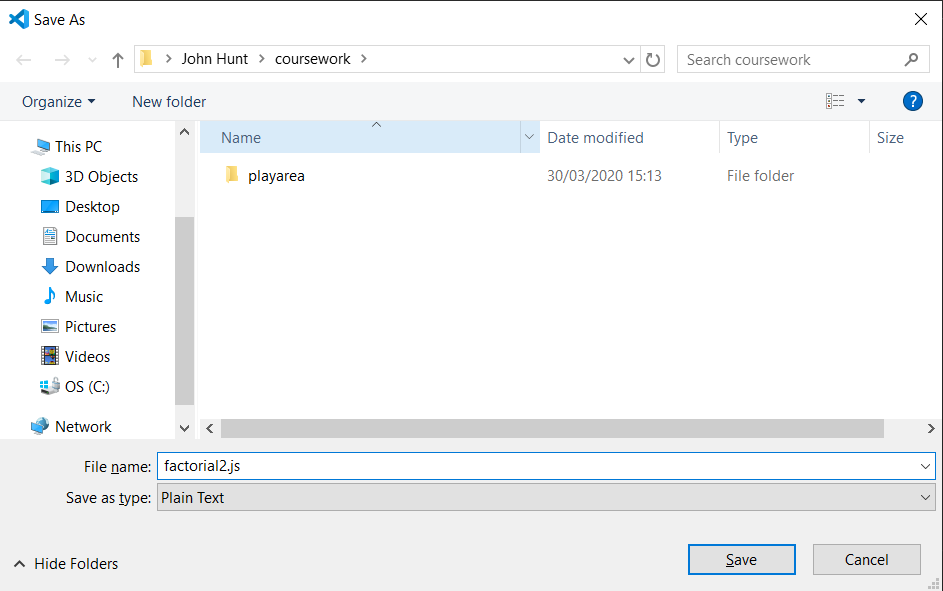 Save As
John Hunt coursework
Search coursework
Organize New folder
?
Name Date modified Type Size
This PC
3D Objects
Desktop
Documents
Downloads
Music
Pictures
Videos
OS (C:)
Network
playarea 30/03/2020 15:13 File folder
File name: factorial2.js
Save as type: Plain Text
Hide Folders
Save Cancel